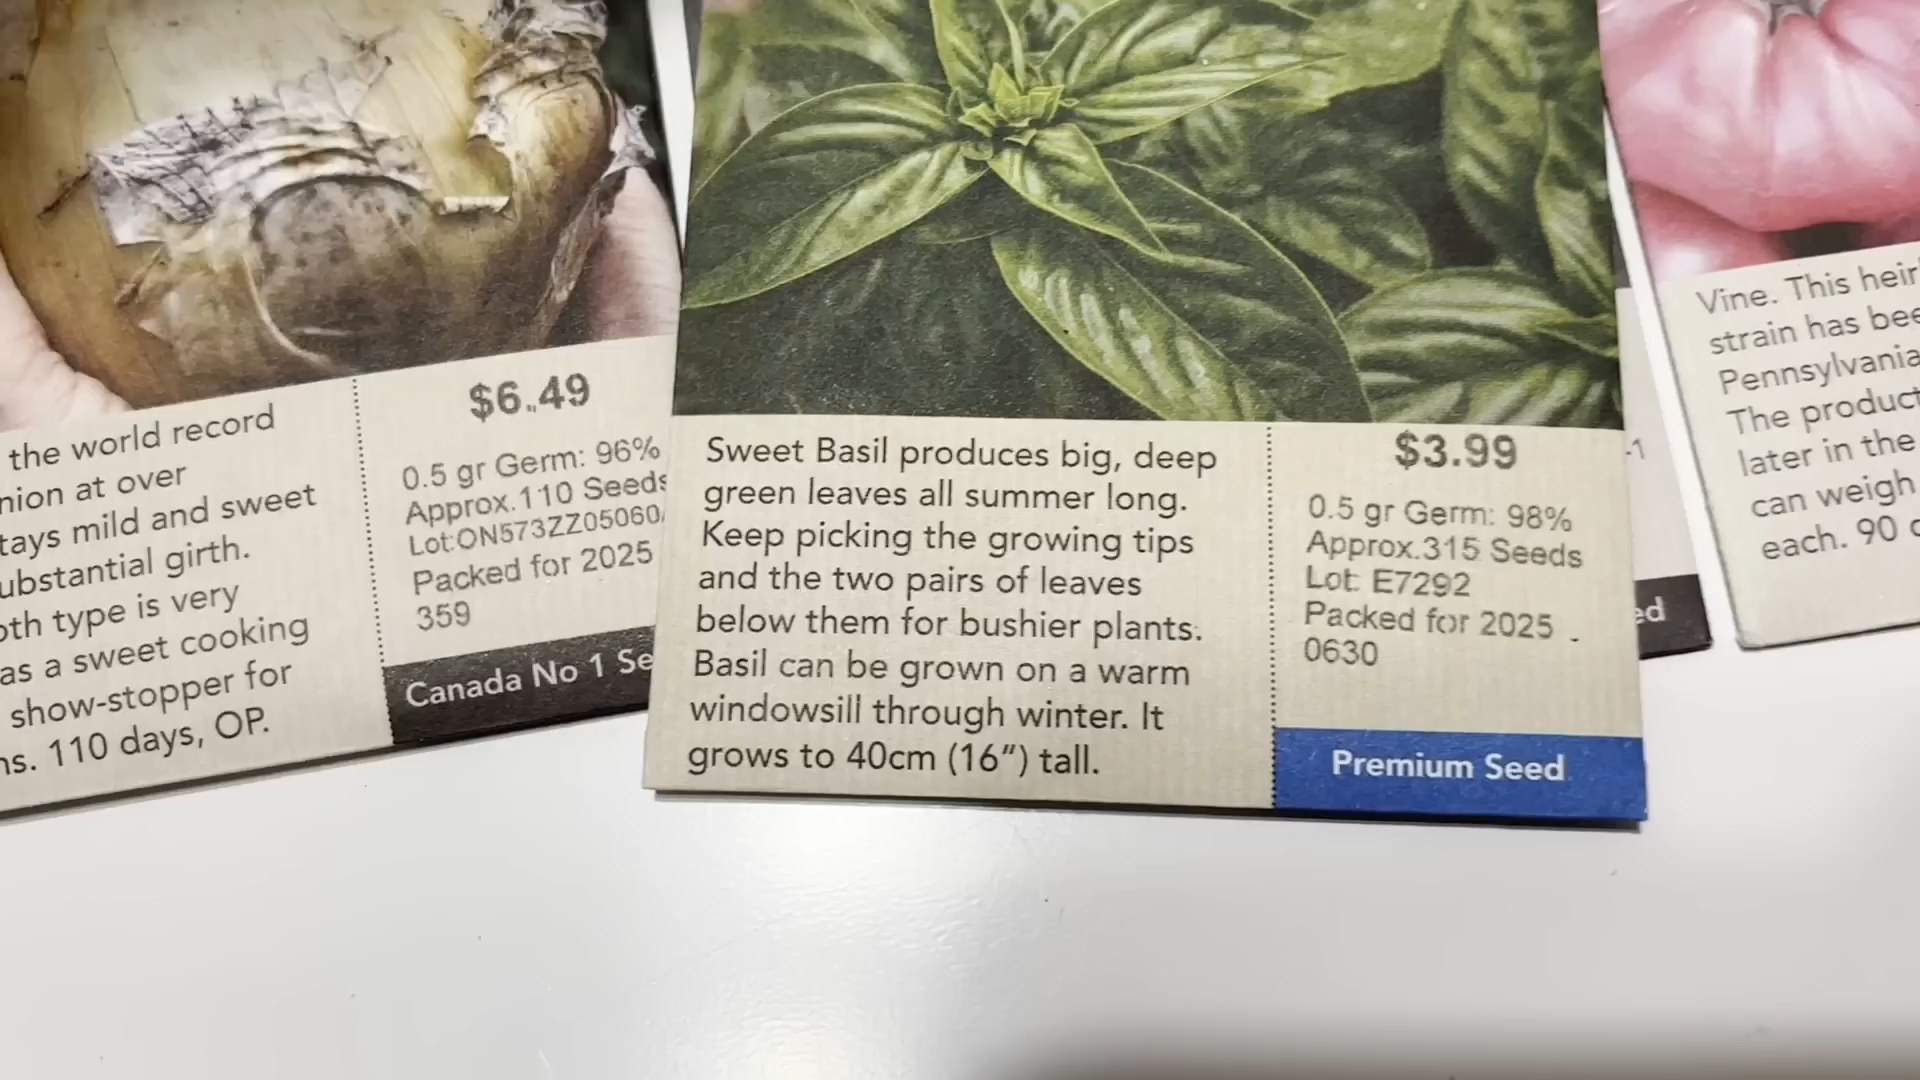 the world record
nion at over
tays mild and sweet
ubstantial girth.
oth type is very
as a sweet cooking
show-stopper for
ns. 110 days, OP.
$6.49
0.5 gr Germ: 96%
Approx.110 Seeds
Lot:ON573ZZ05060
Packed for 2025
359
Canada No 1 Se
Sweet Basil produces big, deep
green leaves all summer long.
Keep picking the growing tips
and the two pairs of leaves
below them for bushier plants.
Basil can be grown on a warm
windowsill through winter. It
grows to 40cm (16") tall.
$3.99
0.5 gr Germ: 98%
Approx.315 Seeds
Lot: E7292
Packed for 2025
0630
Premium Seed
-1
ed
Vine. This heir
strain has bee
Pennsylvania
The product
later in the
can weigh
each. 90